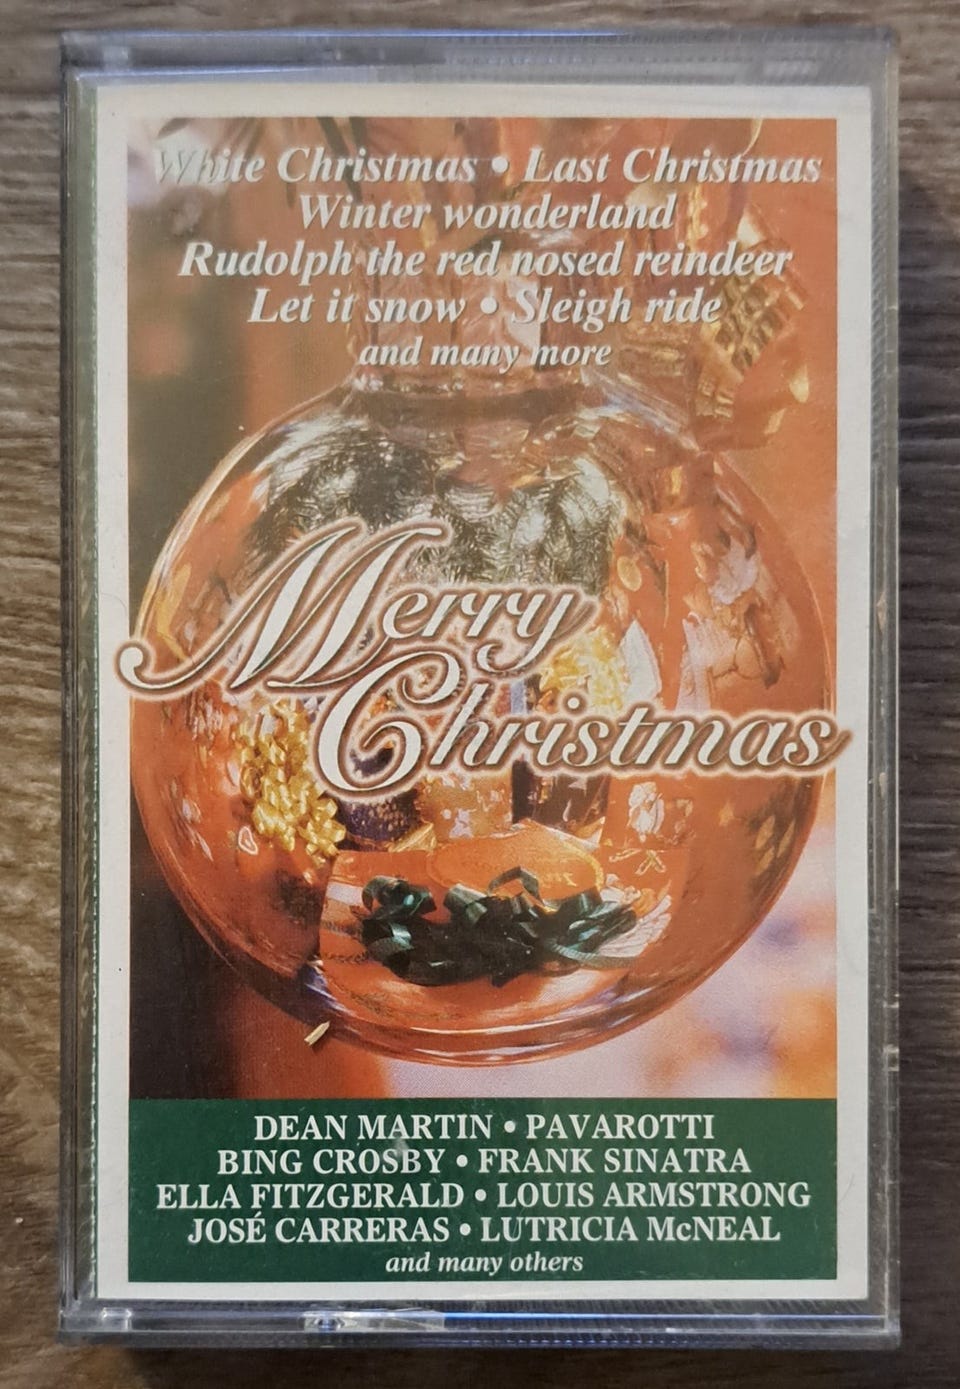 White Christmas • Last Christmas
Winter wonderland
Rudolph the red nosed reindeer
Let it snow • Sleigh ride
and many more
Merry
Christmas
DEAN MARTIN • PAVAROTTI
BING CROSBY • FRANK SINATRA
ELLA FITZGERALD • LOUIS ARMSTRONG
JOSÉ CARRERAS • LUTRICIA McNEAL
and many others